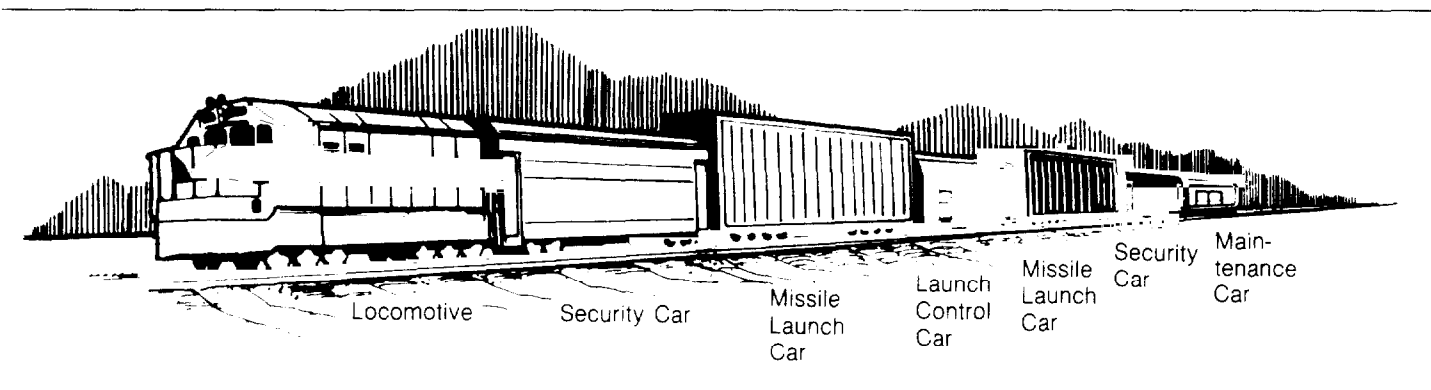 Locomotive
Security Car
Missile
Launch
Car
Launch
Control
Car
Missile
Launch
Car
Security
Car
Main-
tenance
Car